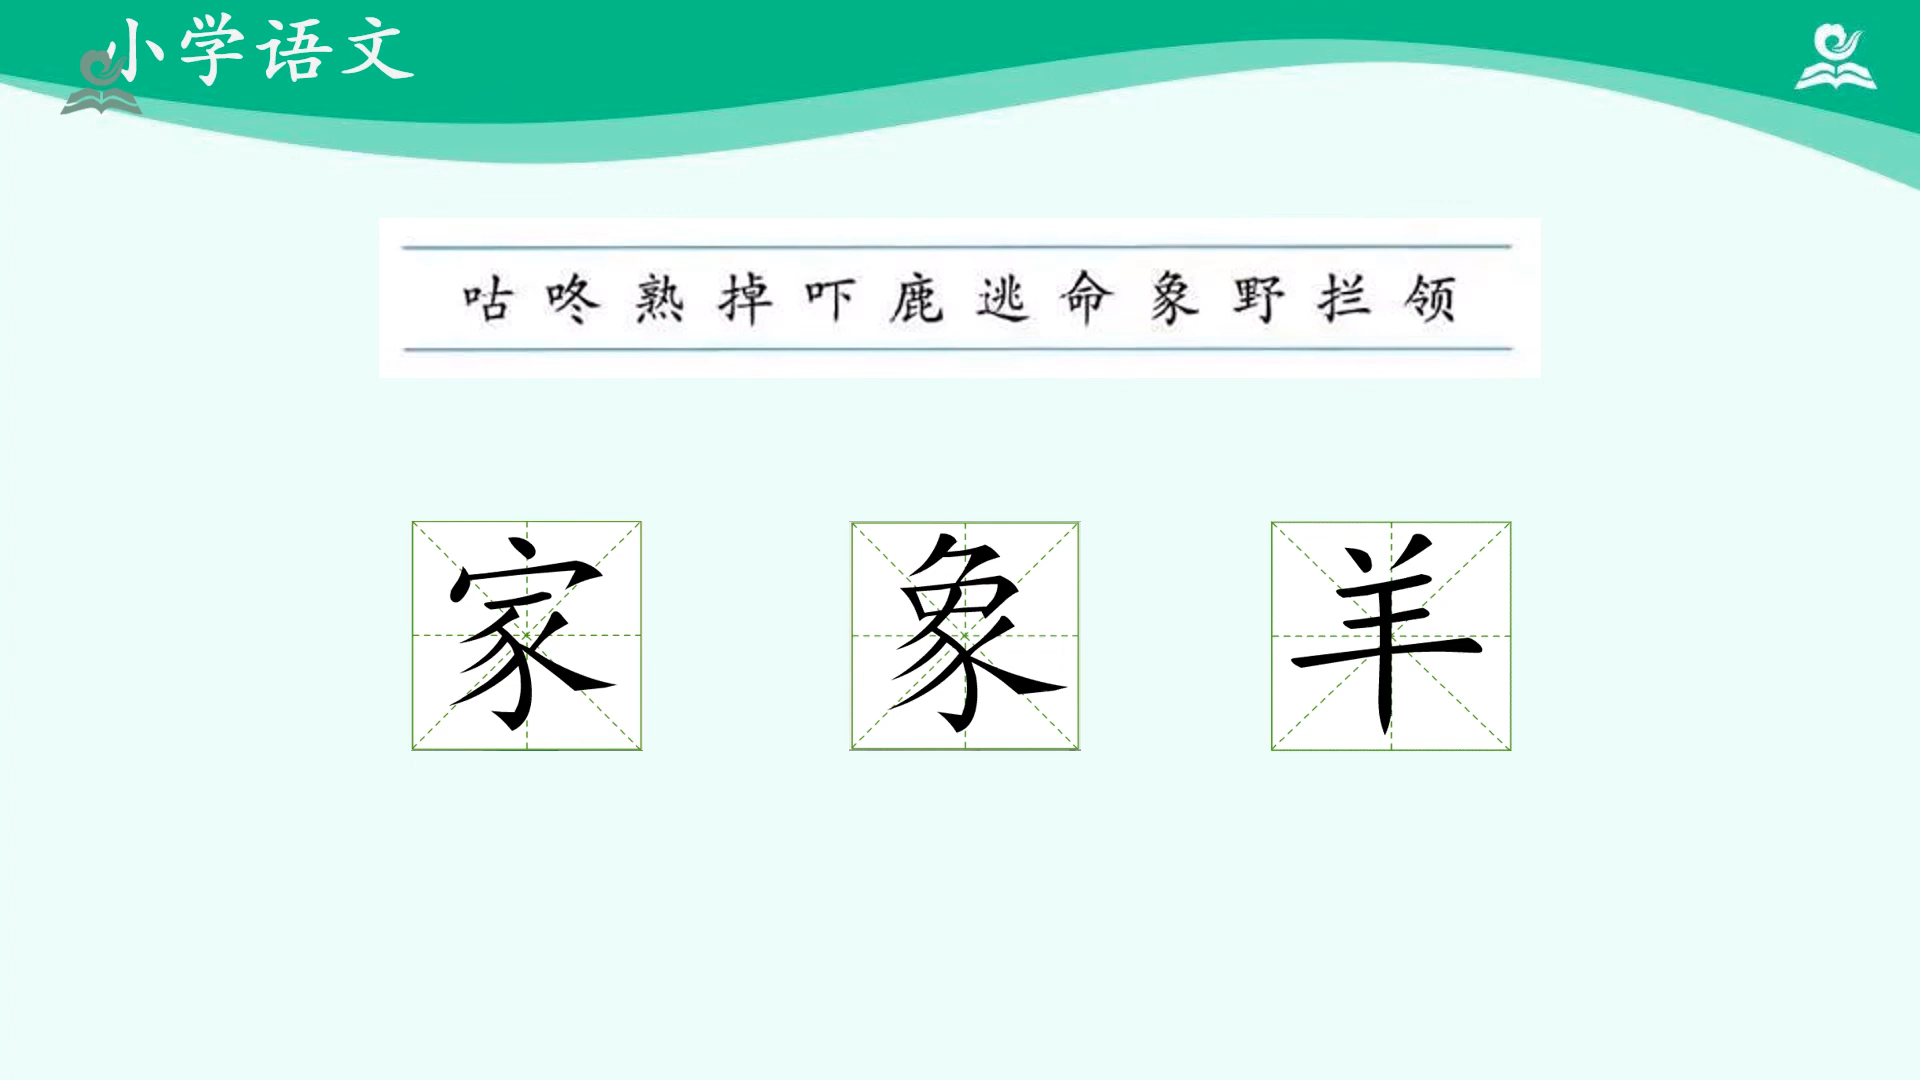 小学语文
咕 咚 熟 掉 吓 鹿 逃 命 象 野 拦 领
家 象 羊